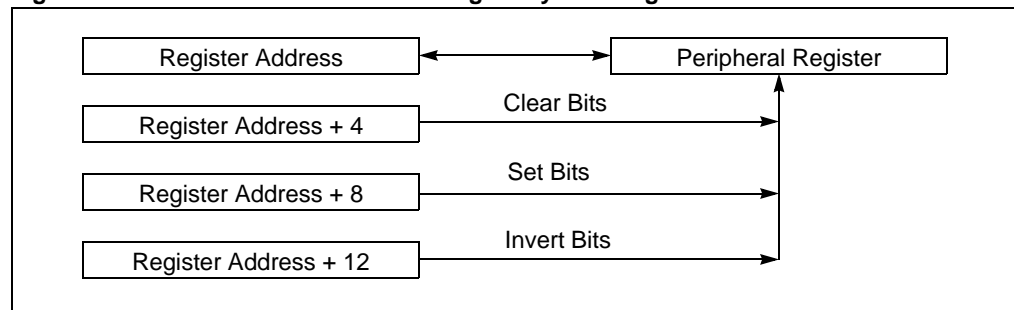 Register Address
Peripheral Register
Clear Bits
Register Address + 4
Set Bits
Register Address + 8
Invert Bits
Register Address + 12